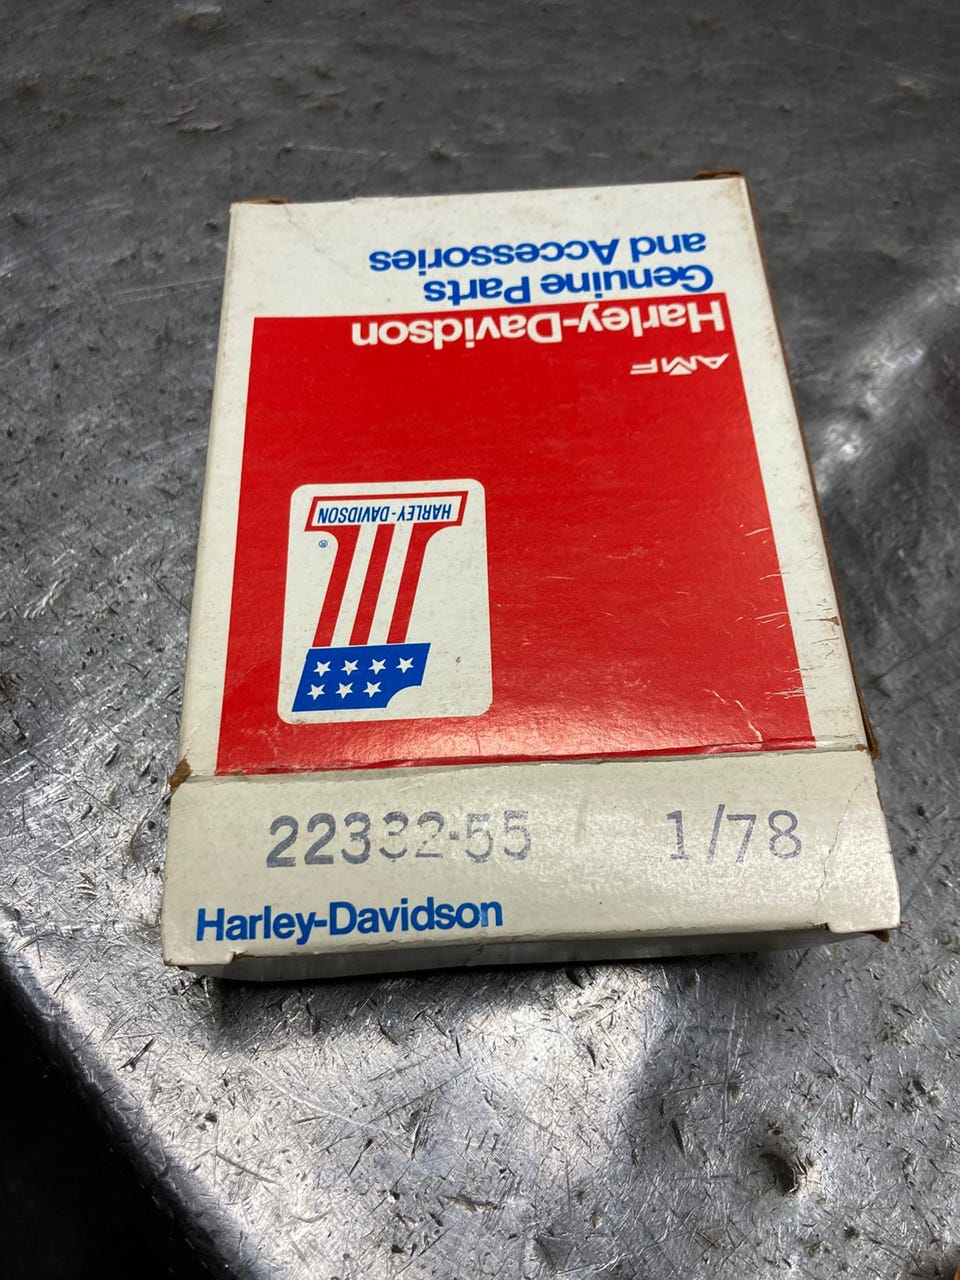 AMF
Harley-Davidson
Genuine Parts
and Accessories
HARLEY-DAVIDSON
®
22332-55 1/78
Harley-Davidson